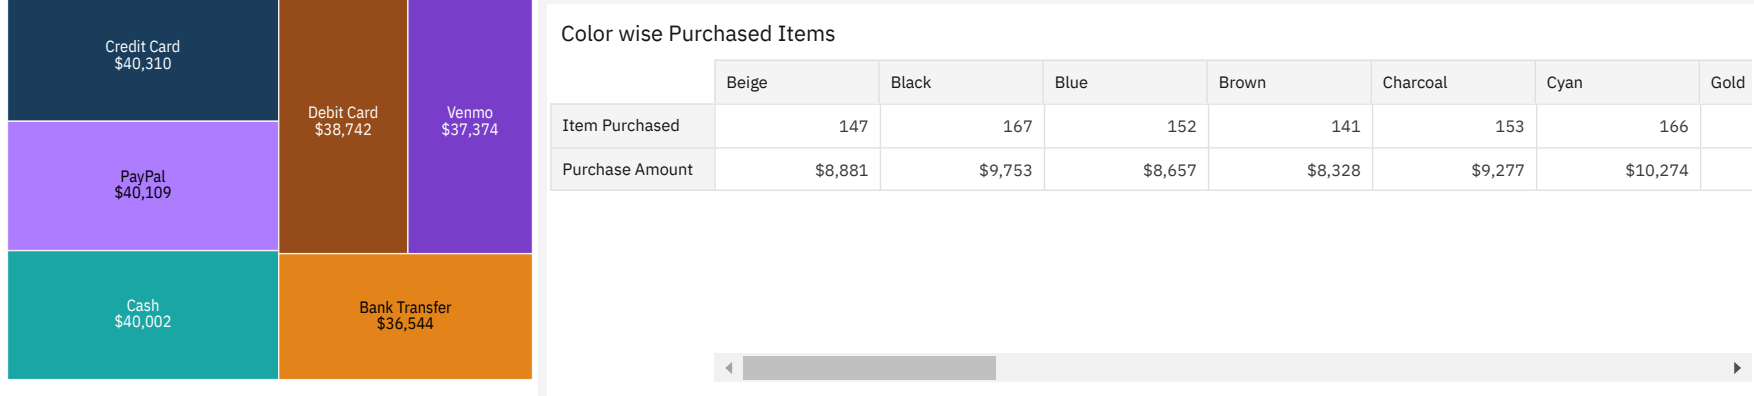 Credit Card
$40,310
PayPal
$40,109
Cash
$40,002
Debit Card
$38,742
Venmo
$37,374
Bank Transfer
$36,544
Color wise Purchased Items
Beige Black Blue Brown Charcoal Cyan Gold
Item Purchased 147 167 152 141 153 166
Purchase Amount $8,881 $9,753 $8,657 $8,328 $9,277 $10,274